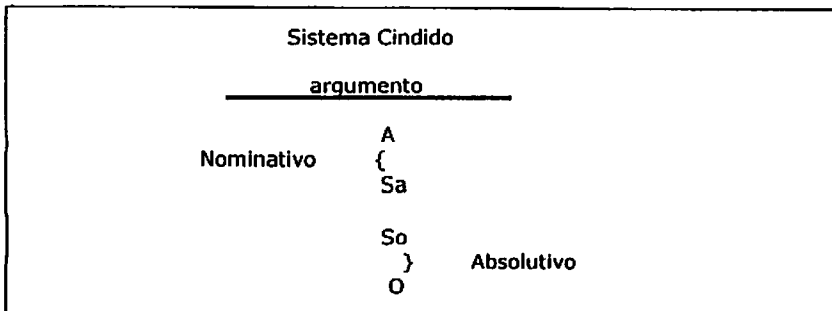 Sistema Cindido
argumento
A
Nominativo {
Sa
So
} Absolutivo
O